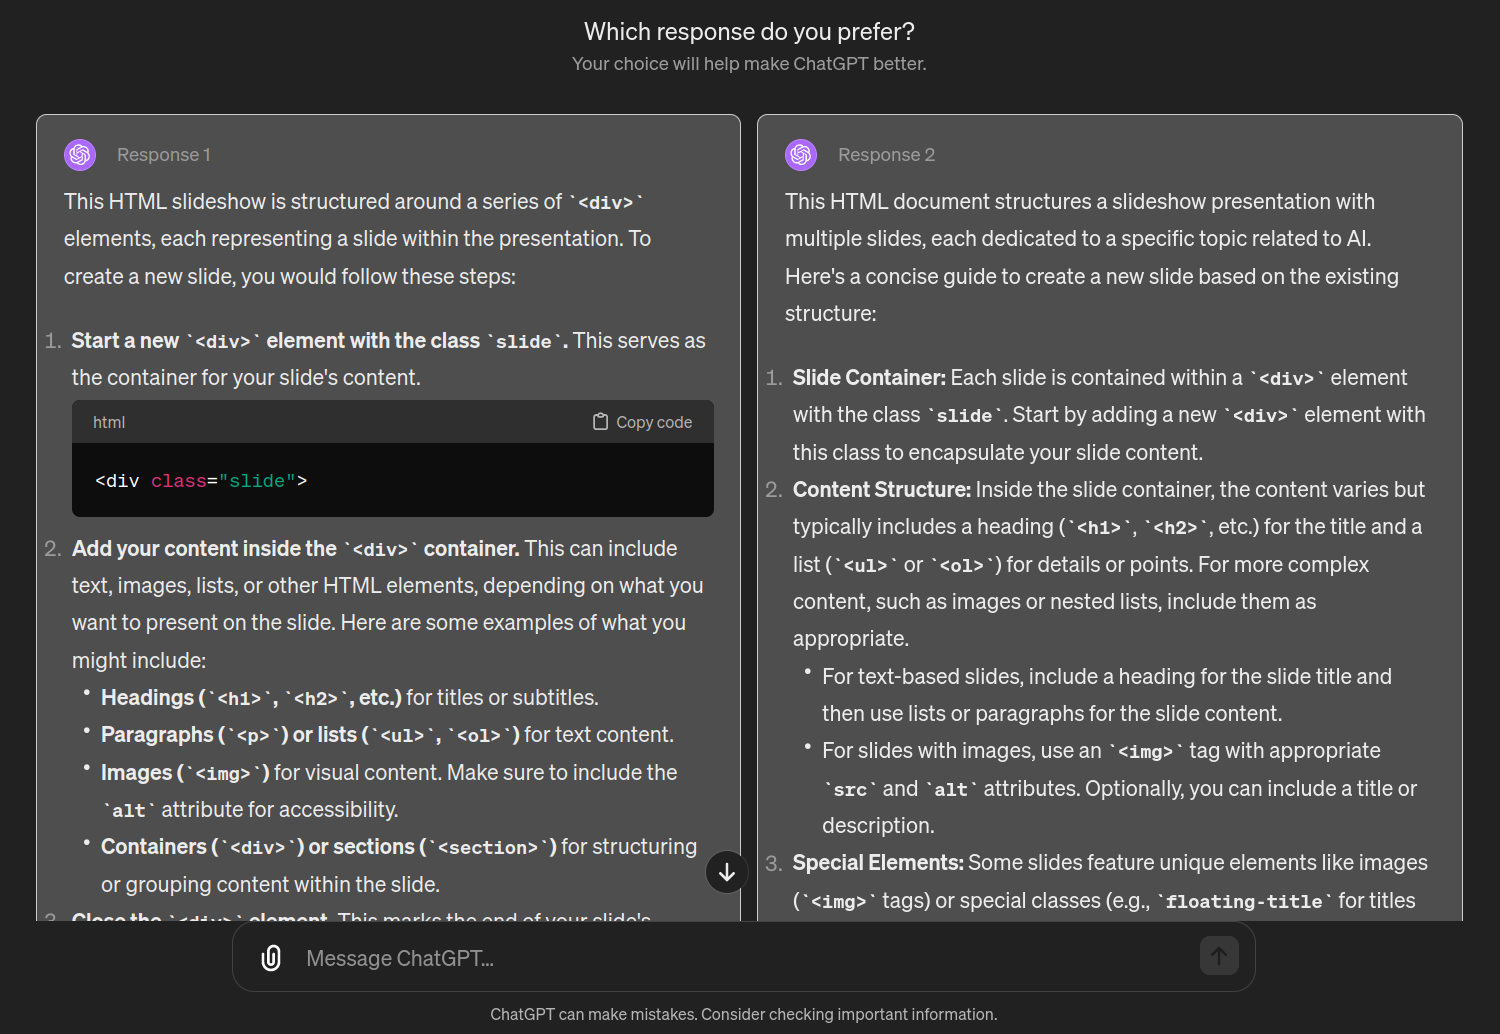 Which response do you prefer?
Your choice will help make ChatGPT better.
Response 1
This HTML slideshow is structured around a series of `<div>`
elements, each representing a slide within the presentation. To
create a new slide, you would follow these steps:
1. Start a new `<div>` element with the class `slide`. This serves as
the container for your slide's content.
html
Copy code
<div class="slide">
2. Add your content inside the `<div>` container. This can include
text, images, lists, or other HTML elements, depending on what you
want to present on the slide. Here are some examples of what you
might include:
• Headings (`<h1>`, `<h2>`, etc.) for titles or subtitles.
• Paragraphs (`<p>`) or lists (`<ul>`, `<ol>`) for text content.
• Images (`<img>`) for visual content. Make sure to include the
`alt` attribute for accessibility.
• Containers (`<div>`) or sections (`<section>`) for structuring
or grouping content within the slide.
3. Close the `<div>` element. This marks the end of your slide's
Response 2
This HTML document structures a slideshow presentation with
multiple slides, each dedicated to a specific topic related to AI.
Here's a concise guide to create a new slide based on the existing
structure:
1. Slide Container: Each slide is contained within a `<div>` element
with the class `slide`. Start by adding a new `<div>` element with
this class to encapsulate your slide content.
2. Content Structure: Inside the slide container, the content varies but
typically includes a heading (`<h1>`, `<h2>`, etc.) for the title and a
list (`<ul>` or `<ol>`) for details or points. For more complex
content, such as images or nested lists, include them as
appropriate.
• For text-based slides, include a heading for the slide title and
then use lists or paragraphs for the slide content.
• For slides with images, use an `<img>` tag with appropriate
`src` and `alt` attributes. Optionally, you can include a title or
description.
3. Special Elements: Some slides feature unique elements like images
(`<img>` tags) or special classes (e.g., `floating-title` for titles
Message ChatGPT...
ChatGPT can make mistakes. Consider checking important information.